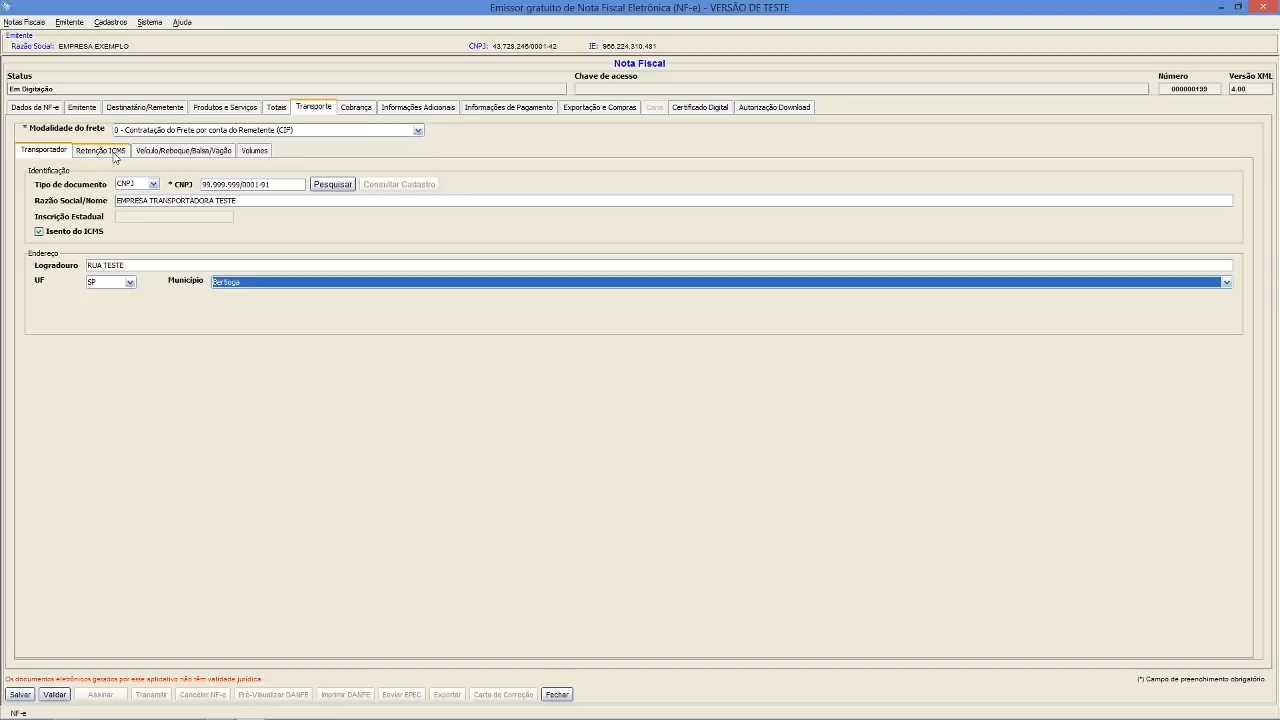 Emissor gratuito de Nota Fiscal Eletrônica (NF-e) - VERSÃO DE TESTE
Notas Fiscais Emitente Cadastros Sistema Ajuda
Emitente
Razão Social: EMPRESA EXEMPLO CNPJ: 43.728.245/0001-42 IE: 966.224.310.481
Nota Fiscal
Status Chave de acesso Número Versão XML
Em Digitação 000000199 4.00
Dados da NF-e Emitente Destinatário/Remetente Produtos e Serviços Totais Transporte Cobrança Informações Adicionais Informações de Pagamento Exportação e Compras Cana Certificado Digital Autorização Download
* Modalidade do frete 0 - Contratação do Frete por conta do Remetente (CIF)
Transportador Retenção ICMS Veículo/Reboque/Balsa/Vagão Volumes
Identificação
Tipo de documento CNPJ * CNPJ 99.999.999/0001-91 Pesquisar Consultar Cadastro
Razão Social/Nome EMPRESA TRANSPORTADORA TESTE
Inscrição Estadual
Isento do ICMS
Endereço
Logradouro RUA TESTE
UF SP Município Bertioga
Os documentos eletrônicos gerados por esse aplicativo não têm validade jurídica (*) Campo de preenchimento obrigatório.
Salvar Validar Assinar Transmitir Cancelar NF-e Pré-Visualizar DANFE Imprimir DANFE Enviar EPEC Exportar Carta de Correção Fechar
NF-e